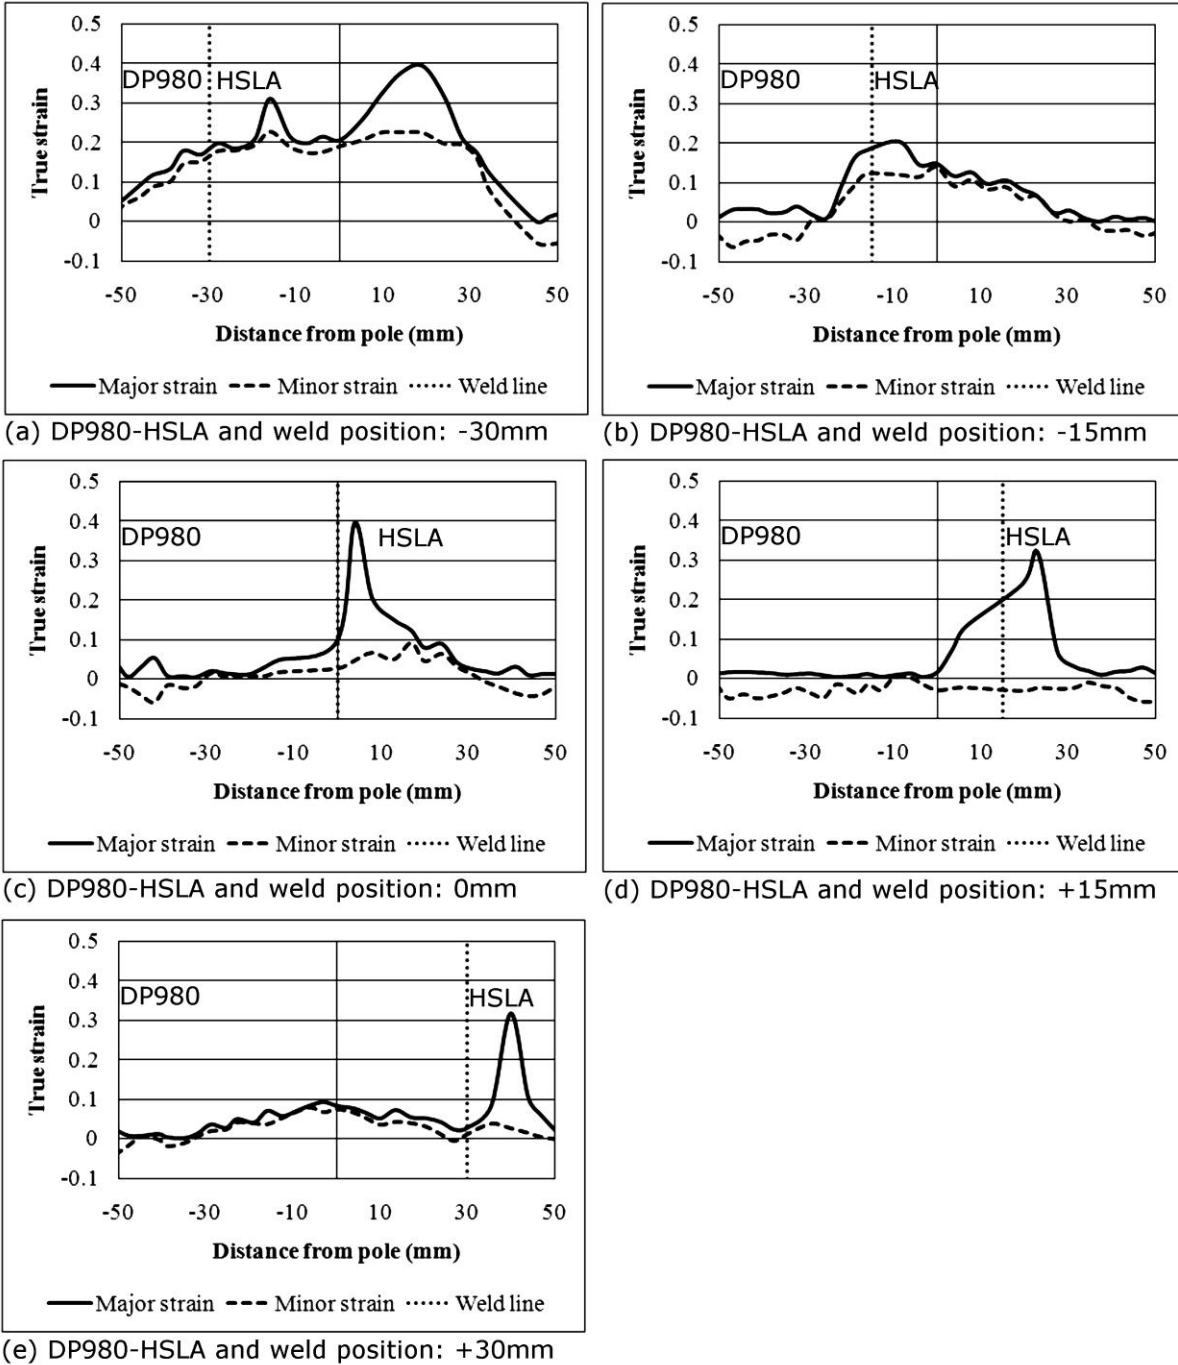 0.5
0.4
0.3
0.2
0.1
0
-0.1
True strain
DP980
HSLA
-50 -30 -10 10 30 50
Distance from pole (mm)
Major strain Minor strain Weld line
(a) DP980-HSLA and weld position: -30mm
0.5
0.4
0.3
0.2
0.1
0
-0.1
True strain
DP980
HSLA
-50 -30 -10 10 30 50
Distance from pole (mm)
Major strain Minor strain Weld line
(b) DP980-HSLA and weld position: -15mm
0.5
0.4
0.3
0.2
0.1
0
-0.1
True strain
DP980
HSLA
-50 -30 -10 10 30 50
Distance from pole (mm)
Major strain Minor strain Weld line
(c) DP980-HSLA and weld position: 0mm
0.5
0.4
0.3
0.2
0.1
0
-0.1
True strain
DP980
HSLA
-50 -30 -10 10 30 50
Distance from pole (mm)
Major strain Minor strain Weld line
(d) DP980-HSLA and weld position: +15mm
0.5
0.4
0.3
0.2
0.1
0
-0.1
True strain
DP980
HSLA
-50 -30 -10 10 30 50
Distance from pole (mm)
Major strain Minor strain Weld line
(e) DP980-HSLA and weld position: +30mm